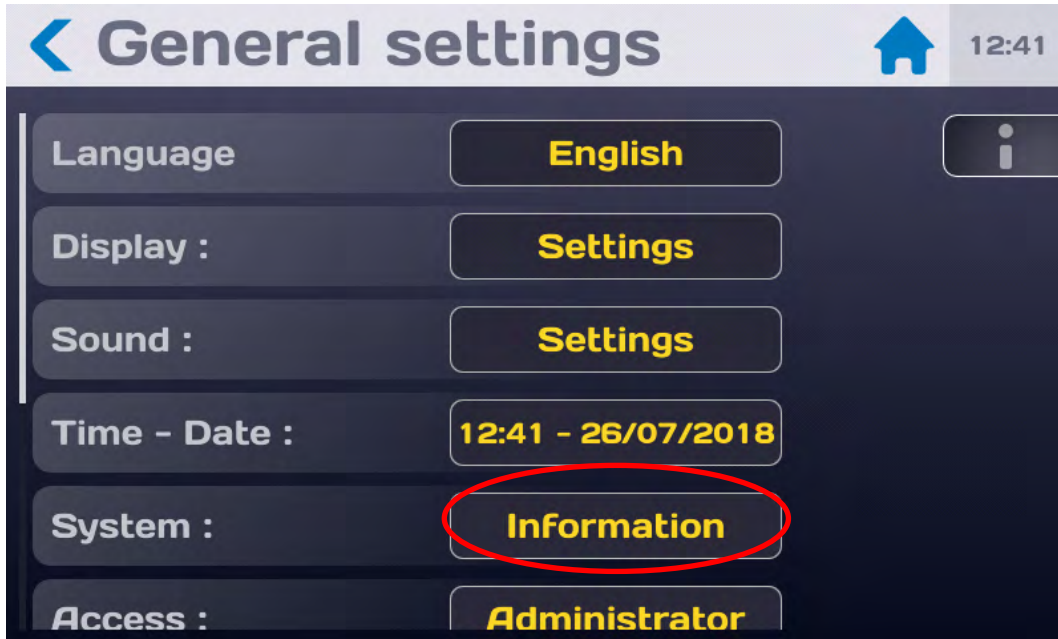 General settings
12:41
Language English
Display : Settings
Sound : Settings
Time - Date : 12:41 - 26/07/2018
System : Information
Access : Administrator